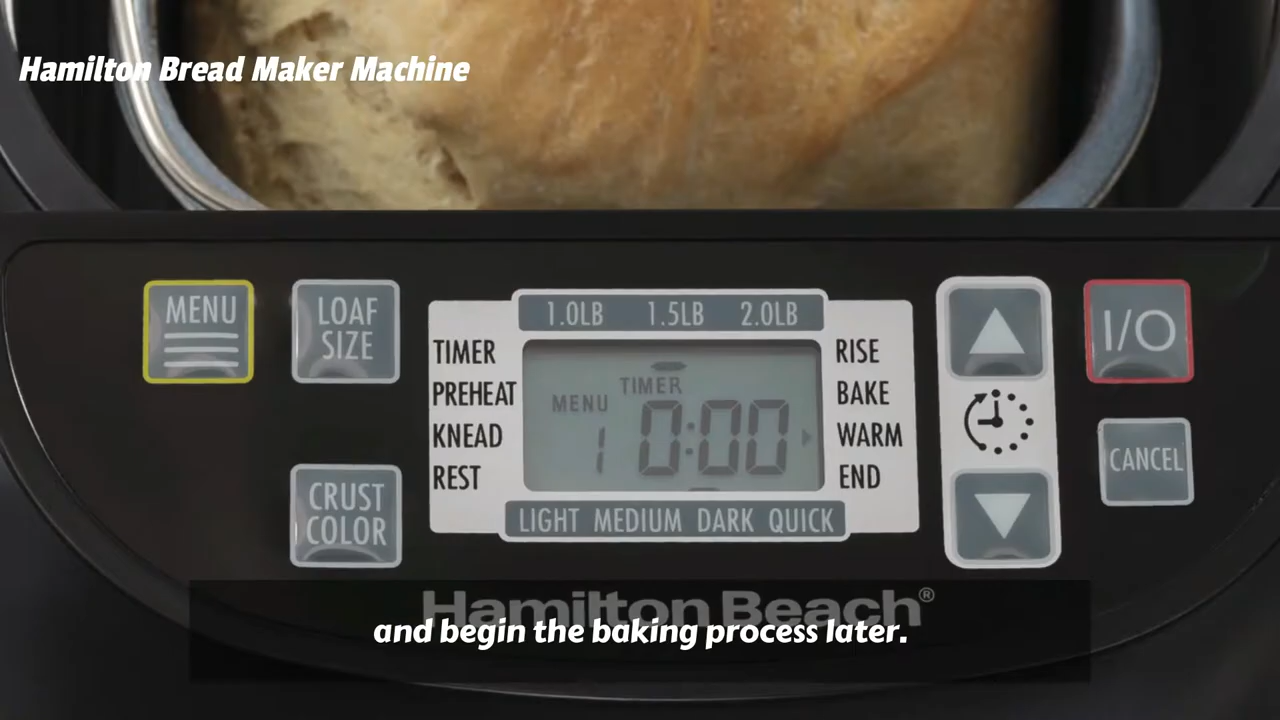 Hamilton Bread Maker Machine
MENU
LOAF
SIZE
1.0LB 1.5LB 2.0LB
TIMER
PREHEAT
KNEAD
REST
TIMER
MENU
1 0:00
RISE
BAKE
WARM
END
I/O
CANCEL
CRUST
COLOR
LIGHT MEDIUM DARK QUICK
Hamilton Beach®
and begin the baking process later.